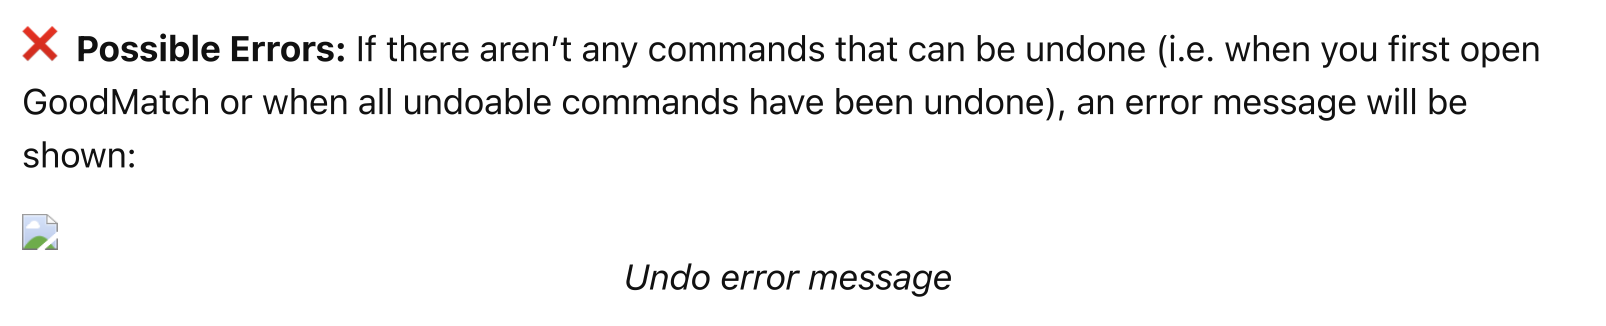 ❌ Possible Errors: If there aren’t any commands that can be undone (i.e. when you first open
GoodMatch or when all undoable commands have been undone), an error message will be
shown:
Undo error message